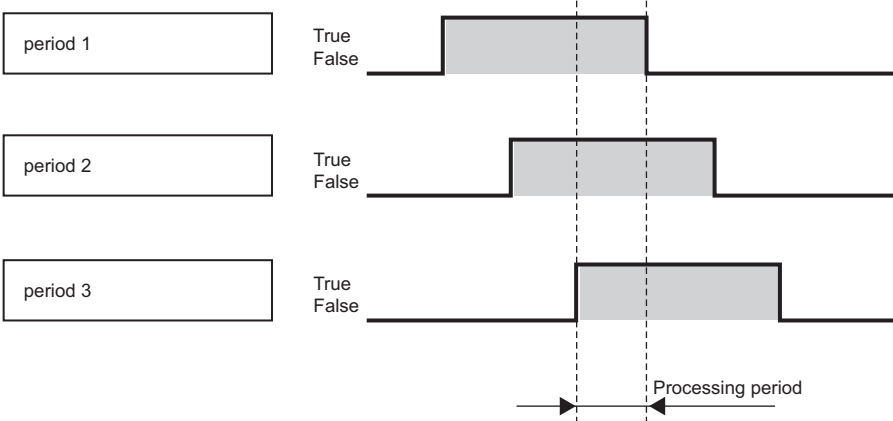 period 1
True
False
period 2
True
False
period 3
True
False
Processing period